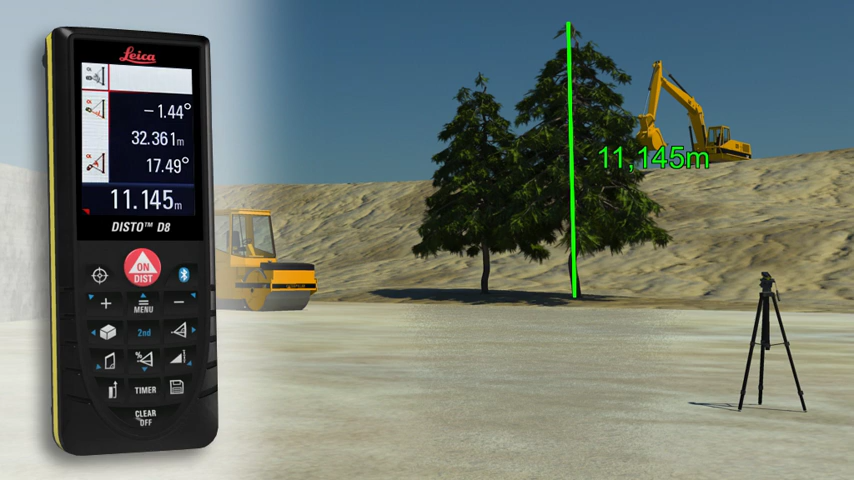 Leica
−1.44°
32.361m
17.49°
11.145m
DISTO™ D8
ON
DIST
+
=
−
MENU
2nd
%
TIMER
CLEAR
OFF
11,145m